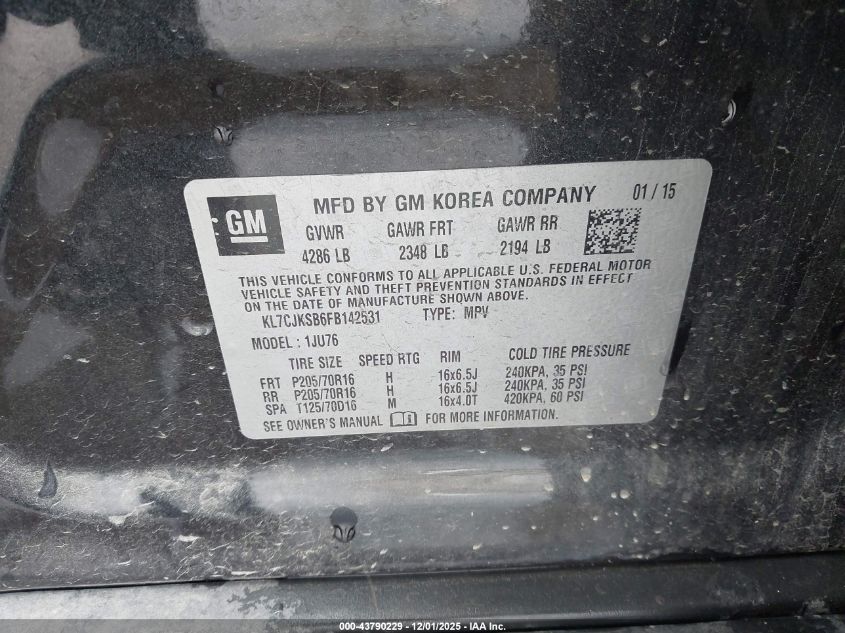 GM
MFD BY GM KOREA COMPANY 01 / 15
GVWR GAWR FRT GAWR RR
4286 LB 2348 LB 2194 LB
THIS VEHICLE CONFORMS TO ALL APPLICABLE U.S. FEDERAL MOTOR
VEHICLE SAFETY AND THEFT PREVENTION STANDARDS IN EFFECT
ON THE DATE OF MANUFACTURE SHOWN ABOVE.
KL7CJKSB6FB142531 TYPE: MPV
MODEL : 1JU76
TIRE SIZE SPEED RTG RIM COLD TIRE PRESSURE
FRT P205/70R16 H 16x6.5J 240KPA, 35 PSI
RR P205/70R16 H 16x6.5J 240KPA, 35 PSI
SPA T125/70D16 M 16x4.0T 420KPA, 60 PSI
SEE OWNER'S MANUAL FOR MORE INFORMATION.
000-43790229 - 12/01/2025 - IAA Inc.